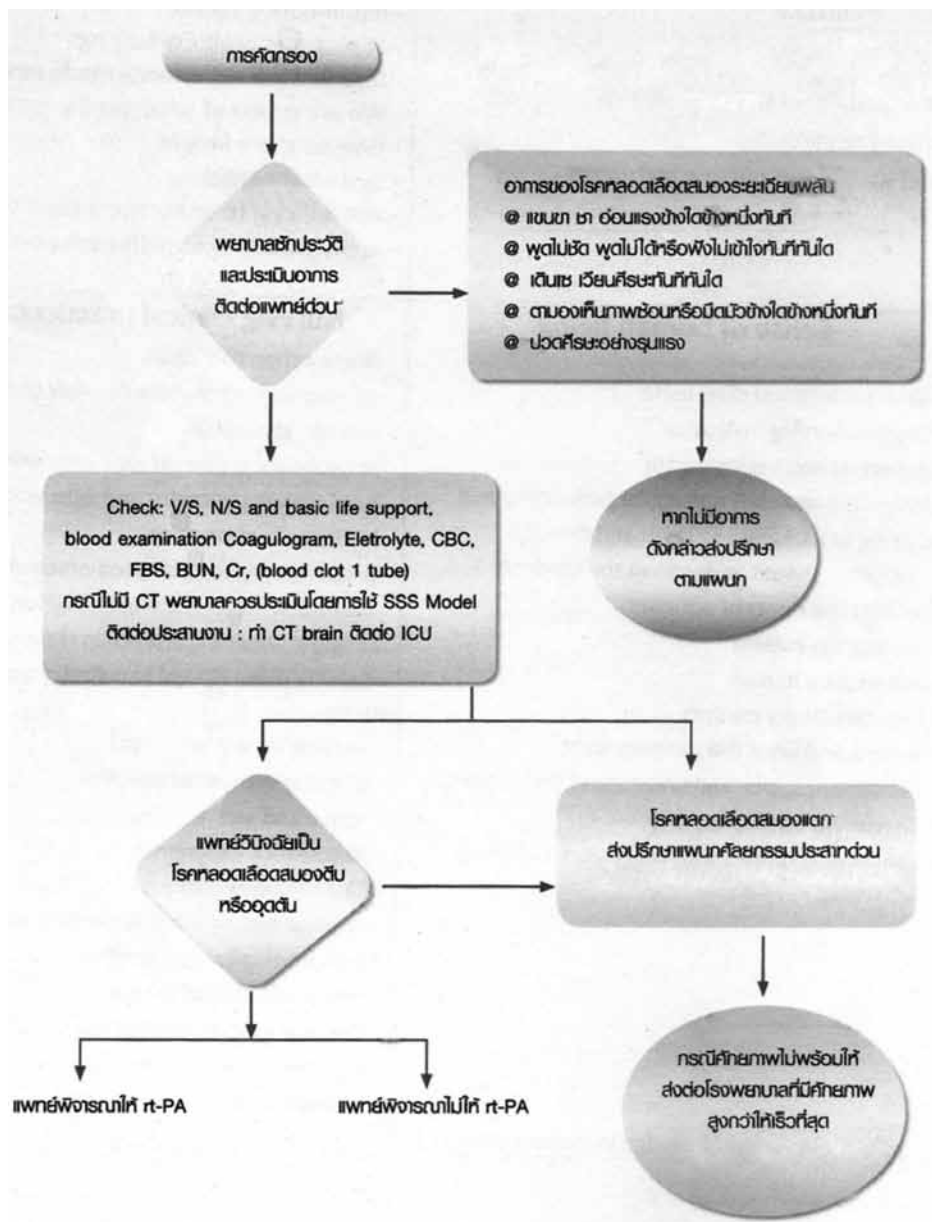 การคัดกรอง
พยาบาลซักประวัติ
และประเมินอาการ
ติดต่อแพทย์ด่วน
อาการของโรคหลอดเลือดสมองระยะเฉียบพลัน
@ แขนขา ชา อ่อนแรงข้างใดข้างหนึ่งทันที
@ พูดไม่ชัด พูดไม่ได้หรือฟังไม่เข้าใจทันทีทันใด
@ เดินเซ เวียนศีรษะทันทีทันใด
@ ตามองเห็นภาพซ้อนหรือมืดมัวข้างใดข้างหนึ่งทันที
@ ปวดศีรษะอย่างรุนแรง
Check: V/S, N/S and basic life support,
blood examination Coagulogram, Eletrolyte, CBC,
FBS, BUN, Cr, (blood clot 1 tube)
กรณีไม่มี CT พยาบาลควรประเมินโดยการใช้ SSS Model
ติดต่อประสานงาน : ทำ CT brain ติดต่อ ICU
หากไม่มีอาการ
ดังกล่าวส่งปรึกษา
ตามแผนก
แพทย์วินิจฉัยเป็น
โรคหลอดเลือดสมองตีบ
หรืออุดตัน
โรคหลอดเลือดสมองแตก
ส่งปรึกษาแผนกศัลยกรรมประสาทด่วน
แพทย์พิจารณาให้ rt-PA
แพทย์พิจารณาไม่ให้ rt-PA
กรณีศักยภาพไม่พร้อมให้
ส่งต่อโรงพยาบาลที่มีศักยภาพ
สูงกว่าให้เร็วที่สุด